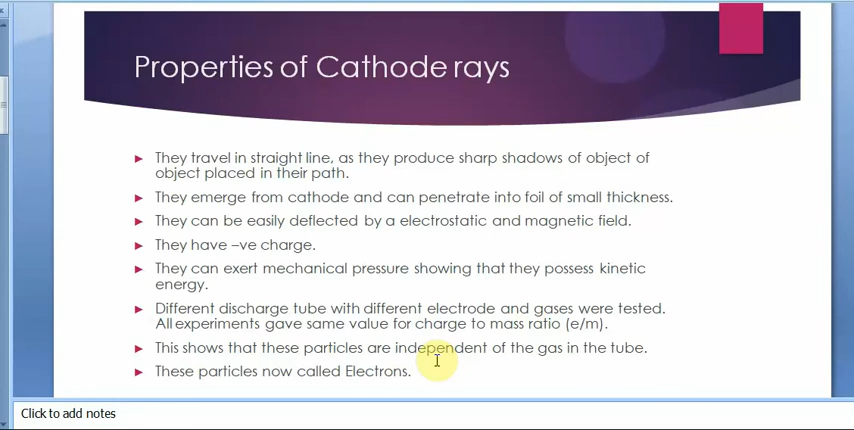 Properties of Cathode rays
They travel in straight line, as they produce sharp shadows of object of
object placed in their path.
They emerge from cathode and can penetrate into foil of small thickness.
They can be easily deflected by a electrostatic and magnetic field.
They have –ve charge.
They can exert mechanical pressure showing that they possess kinetic
energy.
Different discharge tube with different electrode and gases were tested.
All experiments gave same value for charge to mass ratio (e/m).
This shows that these particles are independent of the gas in the tube.
These particles now called Electrons.
Click to add notes